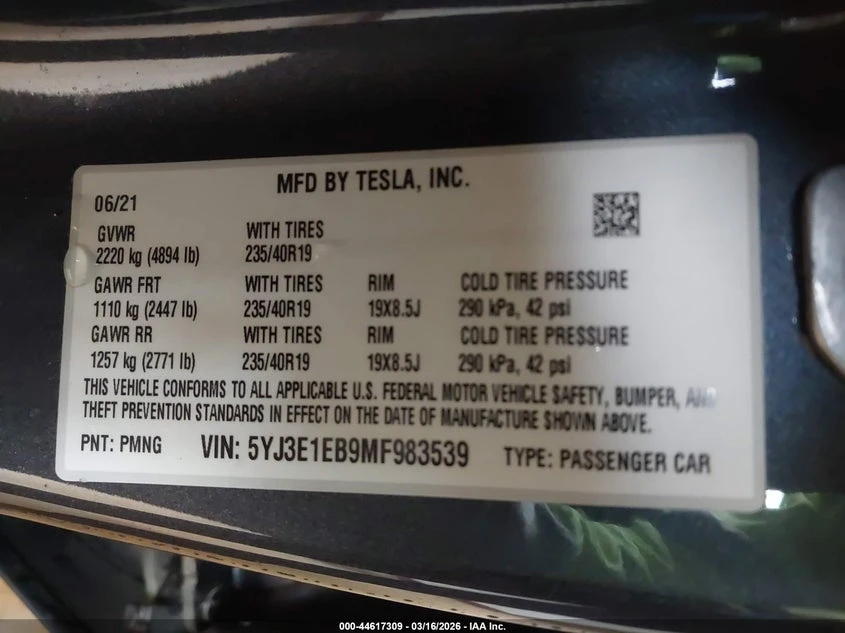 MFD BY TESLA, INC.
06/21
GVWR WITH TIRES
2220 kg (4894 lb) 235/40R19
GAWR FRT WITH TIRES RIM COLD TIRE PRESSURE
1110 kg (2447 lb) 235/40R19 19X8.5J 290 kPa, 42 psi
GAWR RR WITH TIRES RIM COLD TIRE PRESSURE
1257 kg (2771 lb) 235/40R19 19X8.5J 290 kPa, 42 psi
THIS VEHICLE CONFORMS TO ALL APPLICABLE U.S. FEDERAL MOTOR VEHICLE SAFETY, BUMPER, AND
THEFT PREVENTION STANDARDS IN EFFECT ON THE DATE OF MANUFACTURE SHOWN ABOVE.
PNT: PMNG VIN: 5YJ3E1EB9MF983539 TYPE: PASSENGER CAR
000-44617309 - 03/16/2026 - IAA Inc.